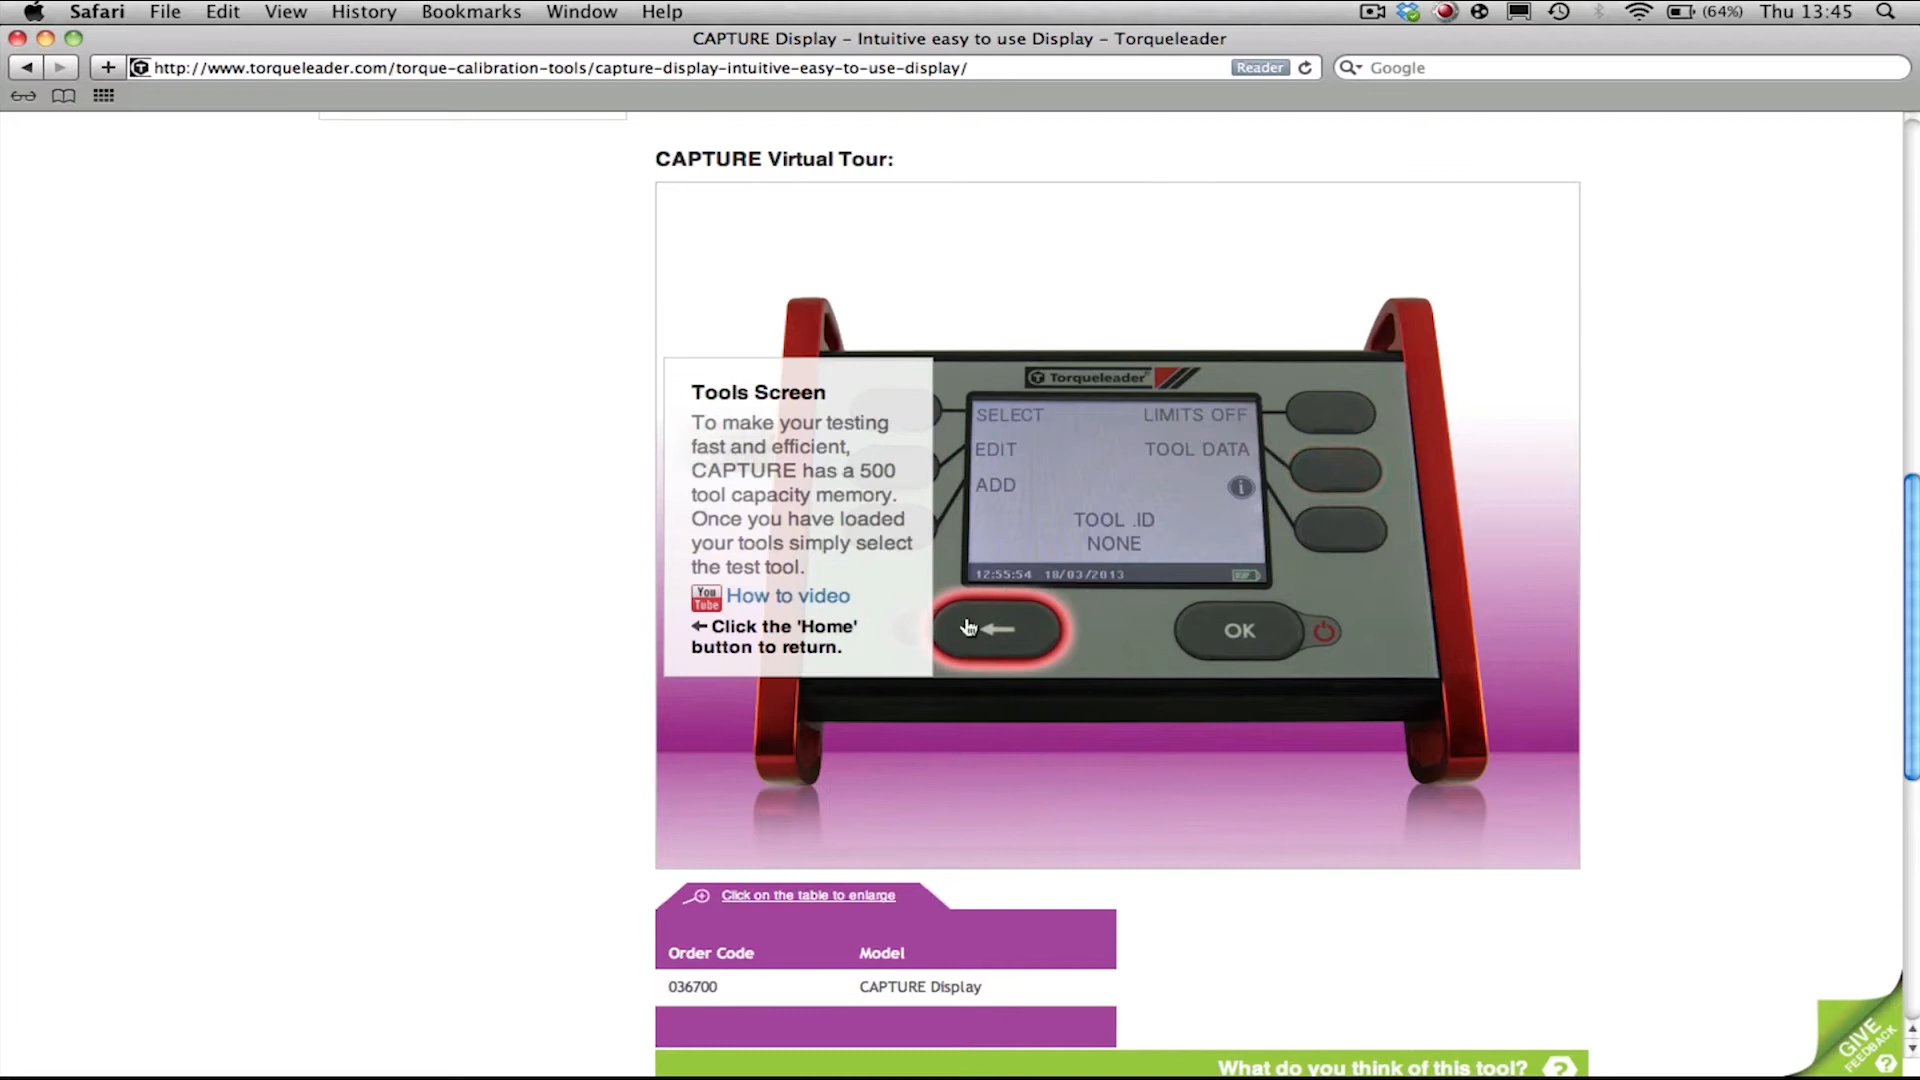 Safari File Edit View History Bookmarks Window Help (64%) Thu 13:45
CAPTURE Display – Intuitive easy to use Display – Torqueleader
http://www.torqueleader.com/torque-calibration-tools/capture-display-intuitive-easy-to-use-display/ Reader Google
CAPTURE Virtual Tour:
Torqueleader
Tools Screen
To make your testing
fast and efficient,
CAPTURE has a 500
tool capacity memory.
Once you have loaded
your tools simply select
the test tool.
You Tube How to video
Click the 'Home'
button to return.
SELECT LIMITS OFF
EDIT TOOL DATA
ADD i
TOOL .ID
NONE
12:55:54 18/03/2013
OK
Click on the table to enlarge
Order Code Model
036700 CAPTURE Display
What do you think of this tool? ?
GIVE
FEEDBACK
?